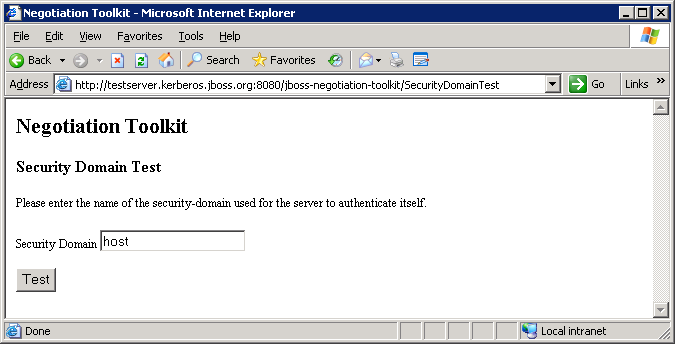 Negotiation Toolkit - Microsoft Internet Explorer
File Edit View Favorites Tools Help
Back Search Favorites
Address http://testserver.kerberos.jboss.org:8080/jboss-negotiation-toolkit/SecurityDomainTest Go Links »
Negotiation Toolkit
Security Domain Test
Please enter the name of the security-domain used for the server to authenticate itself.
Security Domain host
Test
Done Local intranet